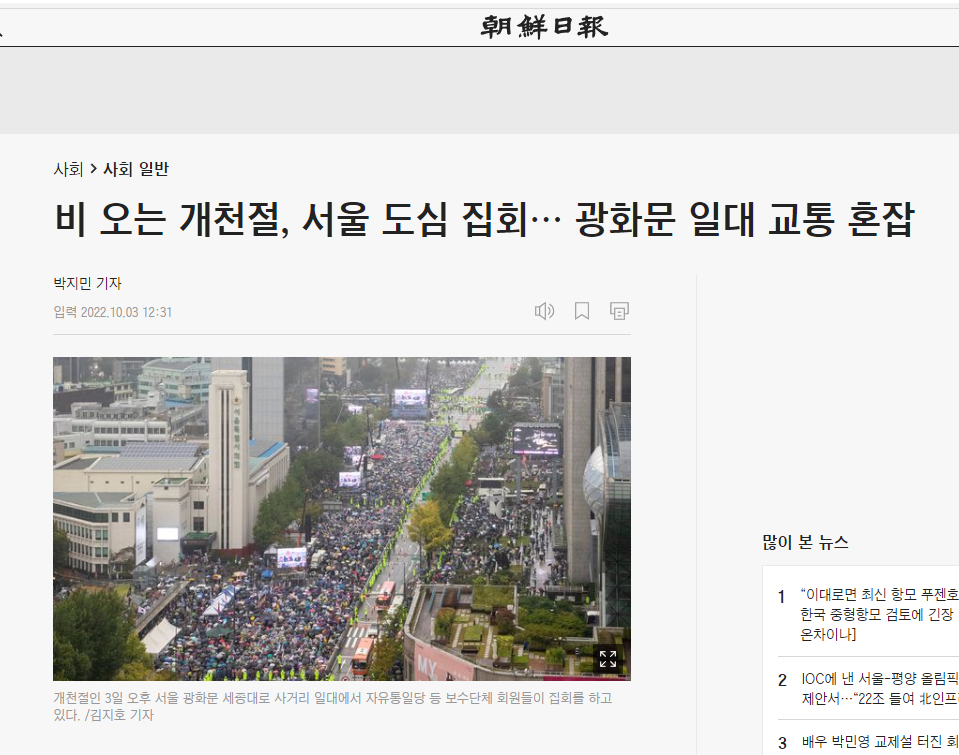 朝鮮日報
사회 > 사회 일반
비 오는 개천절, 서울 도심 집회… 광화문 일대 교통 혼잡
박지민 기자
입력 2022.10.03 12:31
서울특별시의회
MY
개천절인 3일 오후 서울 광화문 세종대로 사거리 일대에서 자유통일당 등 보수단체 회원들이 집회를 하고
있다. /김지호 기자
많이 본 뉴스
1 “이대로면 최신 항모 푸젠호
한국 중형항모 검토에 긴장
온차이나]
2 IOC에 낸 서울-평양 올림픽
제안서…“22조 들여 北인프
3 배우 박민영 교제설 터진 회